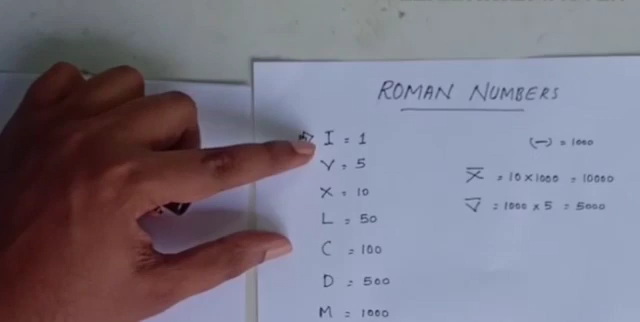 ROMAN NUMBERS
I = 1
V = 5
X = 10
L = 50
C = 100
D = 500
M = 1000
(—) = 1000
X̅ = 10 x 1000 = 10000
V̅ = 1000 x 5 = 5000